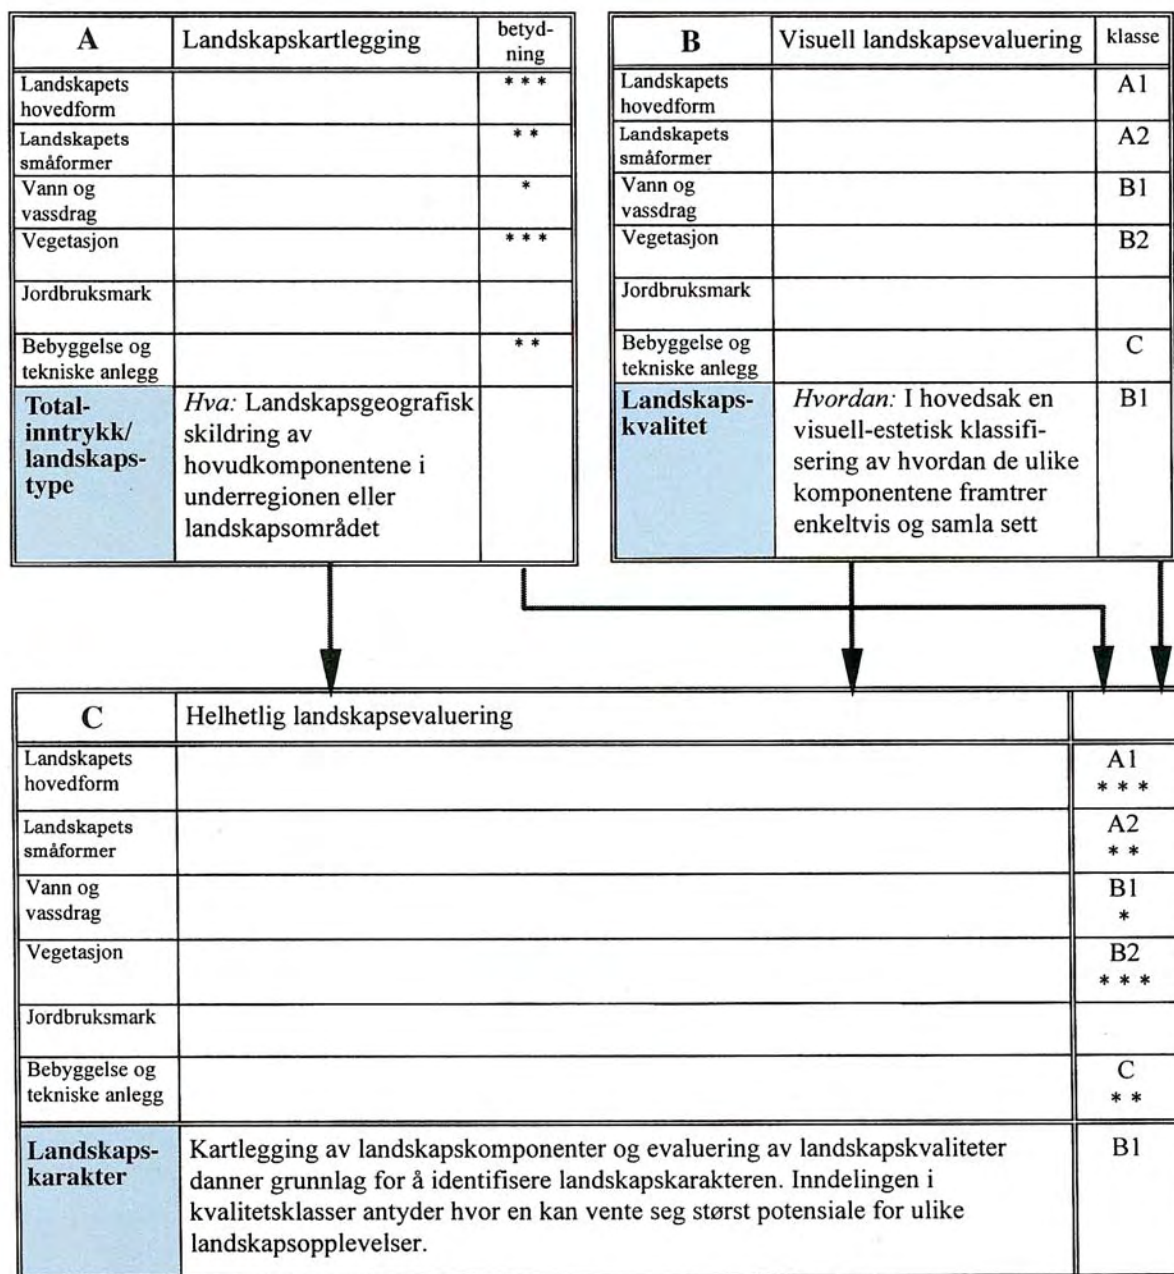 A
Landskapskartlegging
betyd-
ning
Landskapets
hovedform
* * *
Landskapets
småformer
* *
Vann og
vassdrag
*
Vegetasjon
* * *
Jordbruksmark
Bebyggelse og
tekniske anlegg
* *
Total-
inntrykk/
landskaps-
type
Hva: Landskapsgeografisk
skildring av
hovudkomponentene i
underregionen eller
landskapsområdet
B
Visuell landskapsevaluering
klasse
Landskapets
hovedform
A1
Landskapets
småformer
A2
Vann og
vassdrag
B1
Vegetasjon
B2
Jordbruksmark
Bebyggelse og
tekniske anlegg
C
Landskaps-
kvalitet
Hvordan: I hovedsak en
visuell-estetisk klassifi-
sering av hvordan de ulike
komponentene framtrer
enkeltvis og samla sett
B1
C
Helhetlig landskapsevaluering
Landskapets
hovedform
A1
* * *
Landskapets
småformer
A2
* *
Vann og
vassdrag
B1
*
Vegetasjon
B2
* * *
Jordbruksmark
Bebyggelse og
tekniske anlegg
C
* *
Landskaps-
karakter
Kartlegging av landskapskomponenter og evaluering av landskapskvaliteter
danner grunnlag for å identifisere landskapskarakteren. Inndelingen i
kvalitetsklasser antyder hvor en kan vente seg størst potensiale for ulike
landskapsopplevelser.
B1